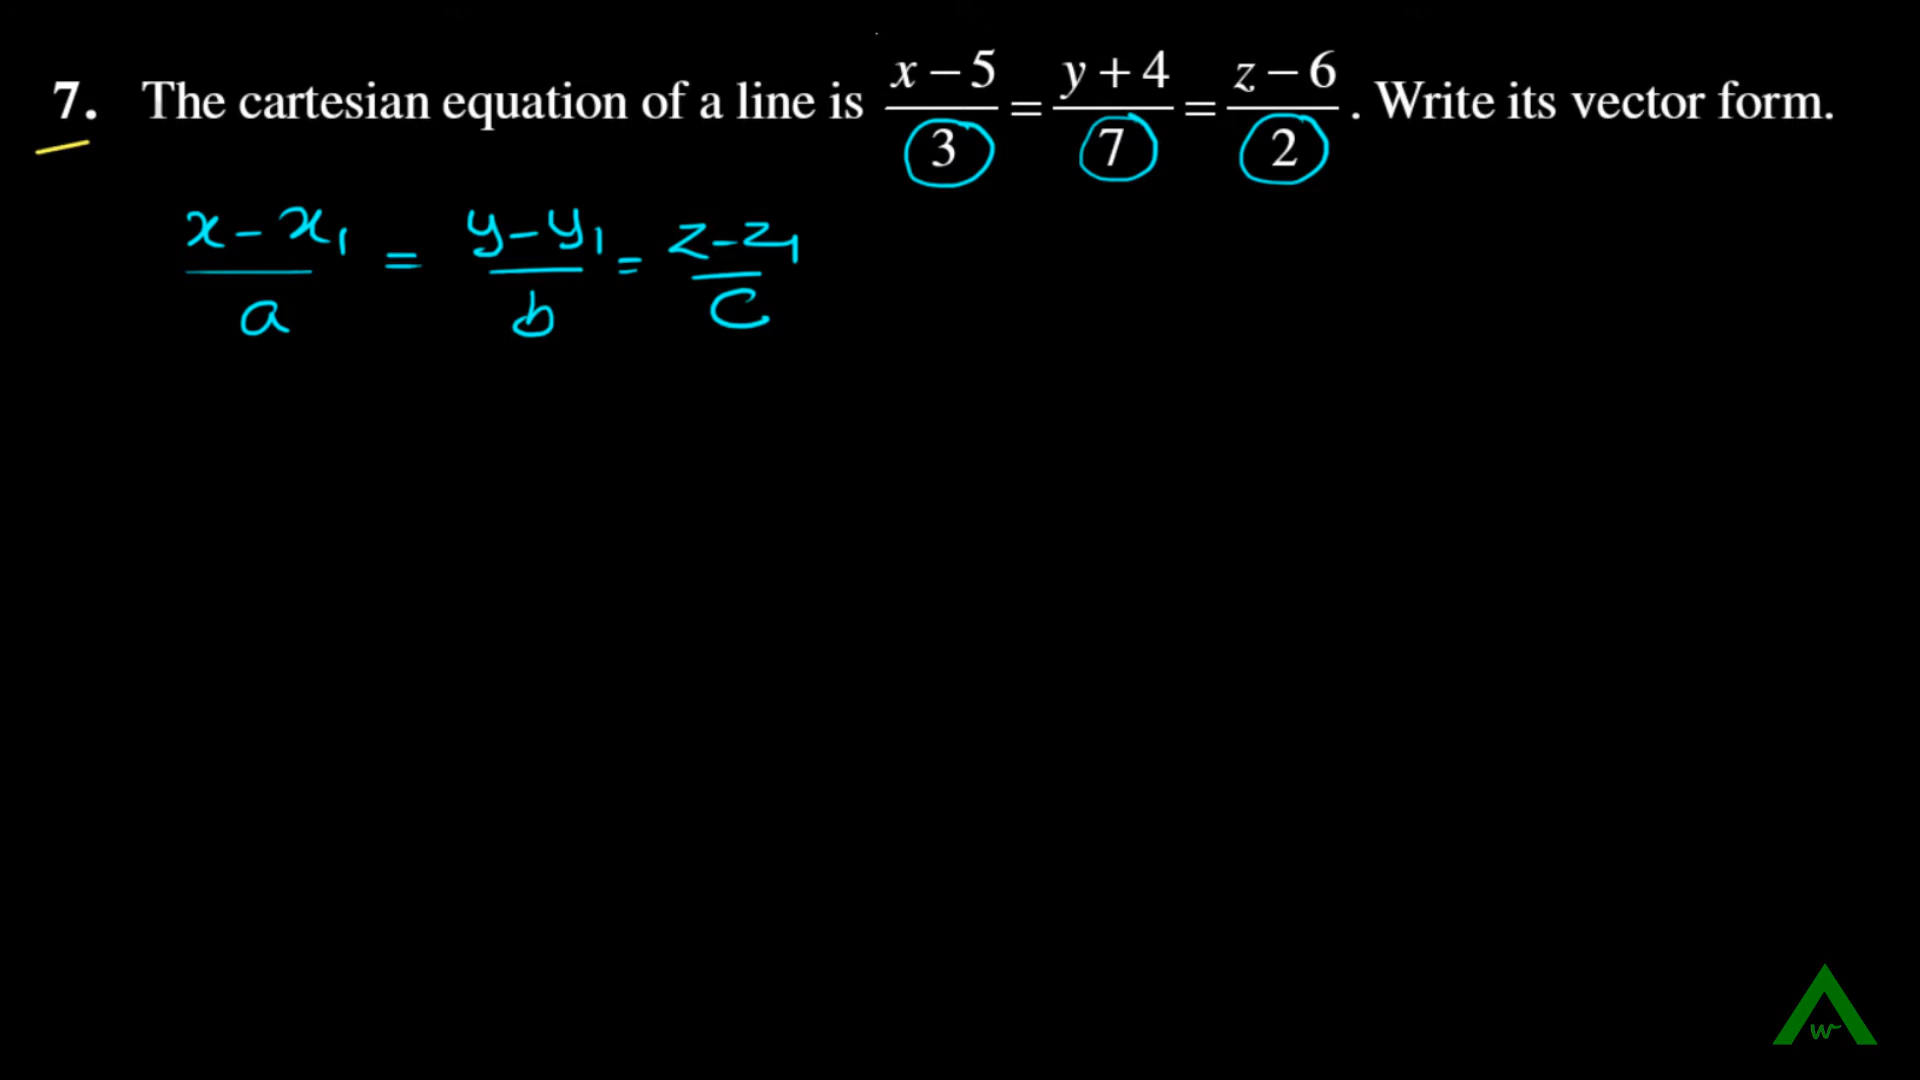 7. The cartesian equation of a line is (x − 5)/3 = (y + 4)/7 = (z − 6)/2 . Write its vector form.
(x − x₁)/a = (y − y₁)/b = (z − z₁)/c
w